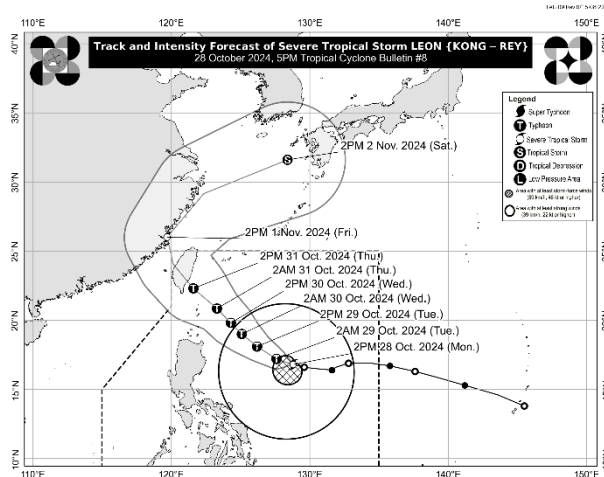 Track and Intensity Forecast of Severe Tropical Storm LEON {KONG – REY}
28 October 2024, 5PM Tropical Cyclone Bulletin #8
Legend
Super Typhoon
T Typhoon
Severe Tropical Storm
S Tropical Storm
D Tropical Depression
L Low Pressure Area
S
2PM 2 Nov. 2024 (Sat.)
2PM 1 Nov. 2024 (Fri.)
2PM 31 Oct. 2024 (Thu.)
2AM 31 Oct. 2024 (Thu.)
2PM 30 Oct. 2024 (Wed.)
2AM 30 Oct. 2024 (Wed.)
2PM 29 Oct. 2024 (Tue.)
2AM 29 Oct. 2024 (Tue.)
2PM 28 Oct. 2024 (Mon.)
T
T
T
T
T
T
40°N
35°N
30°N
25°N
20°N
15°N
10°N
110°E 120°E 130°E 140°E 150°E